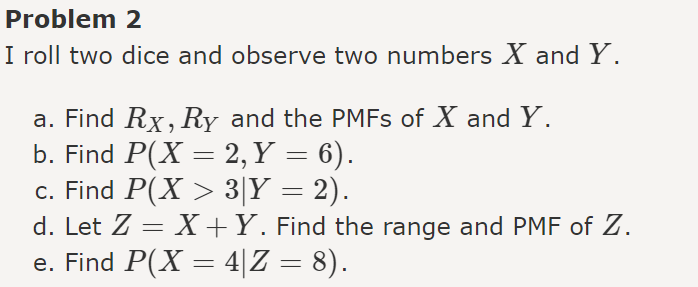 Problem 2
I roll two dice and observe two numbers X and Y.
a. Find R_X, R_Y and the PMFs of X and Y.
b. Find P(X = 2, Y = 6).
c. Find P(X > 3|Y = 2).
d. Let Z = X + Y. Find the range and PMF of Z.
e. Find P(X = 4|Z = 8).